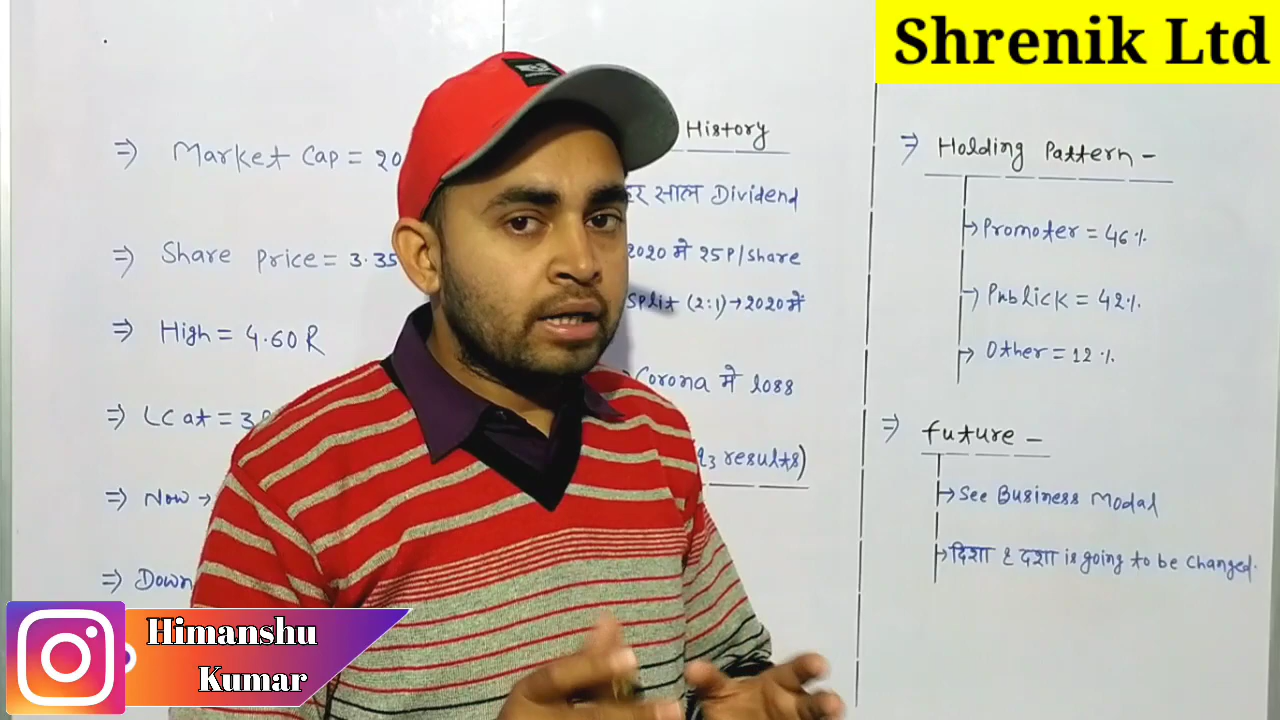 Shrenik Ltd
⇒ Market Cap = 20
⇒ Share Price = 3.35
⇒ High = 4.60 R
⇒ LC at = 3.
⇒ Now →
⇒ Down
History
हर साल Dividend
2020 मे 25P/Share
Split (2:1) → 2020 में
Corona मे loss
q3 results)
⇒ Holding Pattern -
→ Promoter = 46%
→ Publick = 42%
→ Other = 12%
⇒ future -
→ See Business Modal
→ दिशा & दशा is going to be changed.
Himanshu
Kumar